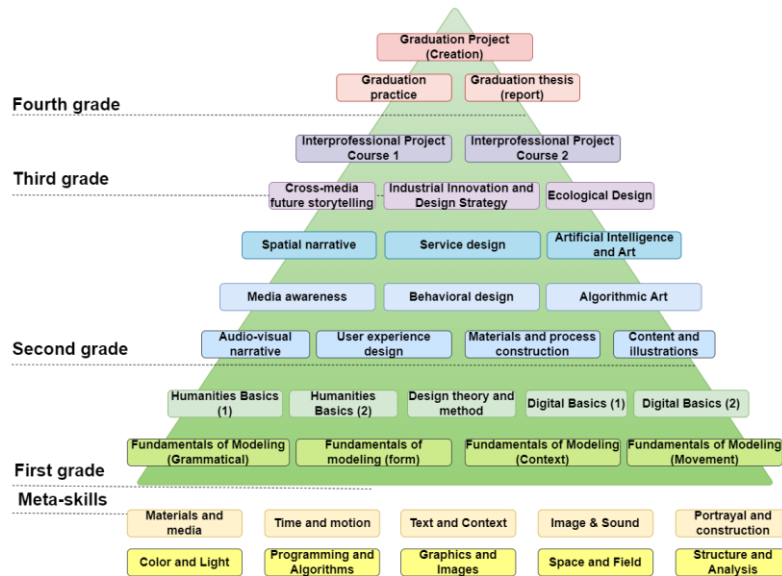 Graduation Project
(Creation)
Graduation
practice
Graduation thesis
(report)
Fourth grade
Interprofessional Project
Course 1
Interprofessional Project
Course 2
Third grade
Cross-media
future storytelling
Industrial Innovation and
Design Strategy
Ecological Design
Spatial narrative
Service design
Artificial Intelligence
and Art
Media awareness
Behavioral design
Algorithmic Art
Second grade
Audio-visual
narrative
User experience
design
Materials and process
construction
Content and
illustrations
Humanities Basics
(1)
Humanities
Basics (2)
Design theory and
method
Digital Basics (1)
Digital Basics (2)
Fundamentals of Modeling
(Grammatical)
Fundamentals of
modeling (form)
Fundamentals of Modeling
(Context)
Fundamentals of Modeling
(Movement)
First grade
Meta-skills
Materials and
media
Time and motion
Text and Context
Image & Sound
Portrayal and
construction
Color and Light
Programming and
Algorithms
Graphics and
Images
Space and Field
Structure and
Analysis